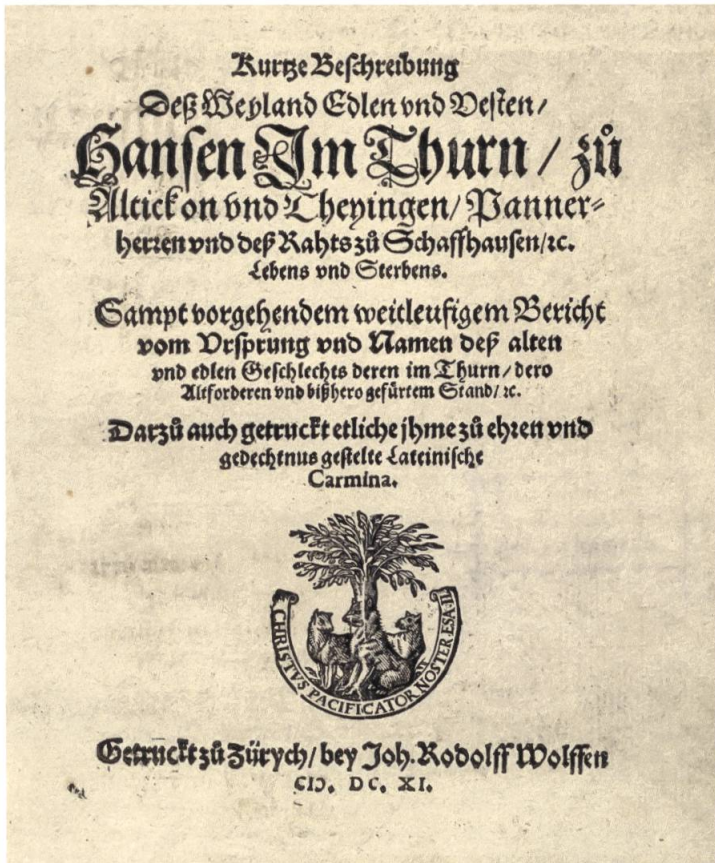 Kurtze Beschreibung
Deß Weyland Edlen vnd Vesten/
Hansen Im Thurn / zů
Altickon vnd Theyingen/ Panner⸗
herren vnd deß Rahts zů Schaffhausen/ ꝛc.
Lebens vnd Sterbens.
Sampt vorgehendem weitleufigem Bericht
vom Vrsprung vnd Namen deß alten
vnd edlen Geschlechts deren im Thurn / dero
Altforderen vnd bißhero gefürtem Stand/ ꝛc.
Darzů auch getruckt etliche jhme zů ehren vnd
gedechtnus gestelte Lateinische
Carmina.
CHRISTVS PACIFICATOR NOSTER ESA II
Getruckt zů Zürych/ bey Joh. Rodolff Wolffen
CIↃ. DC. XI.